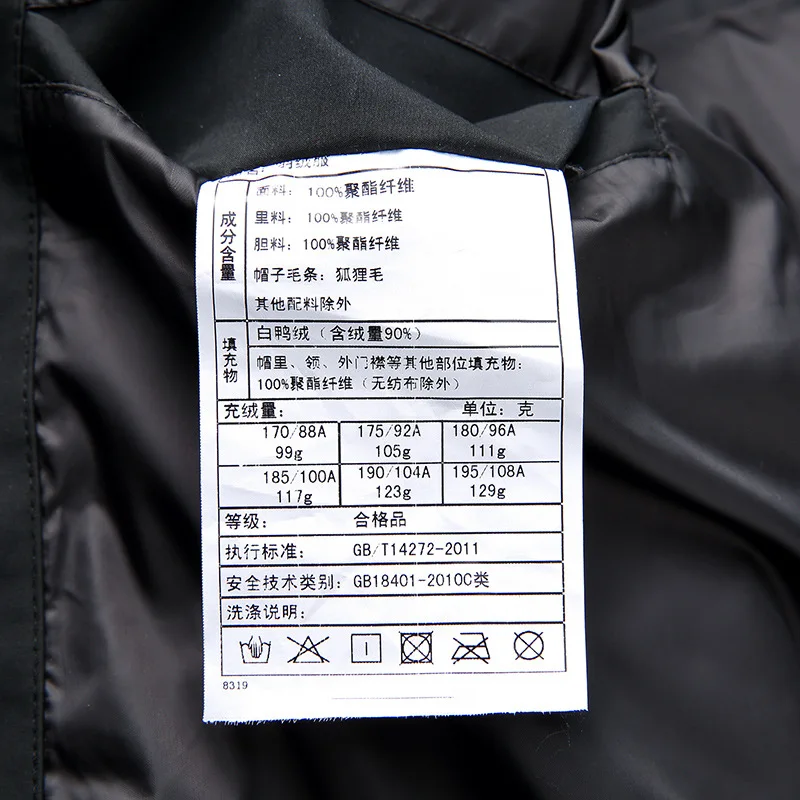 羽绒服
面料: 100%聚酯纤维
成分含量
里料: 100%聚酯纤维
胆料: 100%聚酯纤维
帽子毛条: 狐狸毛
其他配料除外
填充物
白鸭绒（含绒量90%）
帽里、领、外门襟等其他部位填充物:
100%聚酯纤维（无纺布除外）
充绒量: 单位: 克
170/88A 175/92A 180/96A
99g 105g 111g
185/100A 190/104A 195/108A
117g 123g 129g
等级: 合格品
执行标准: GB/T14272-2011
安全技术类别: GB18401-2010C类
洗涤说明:
8319